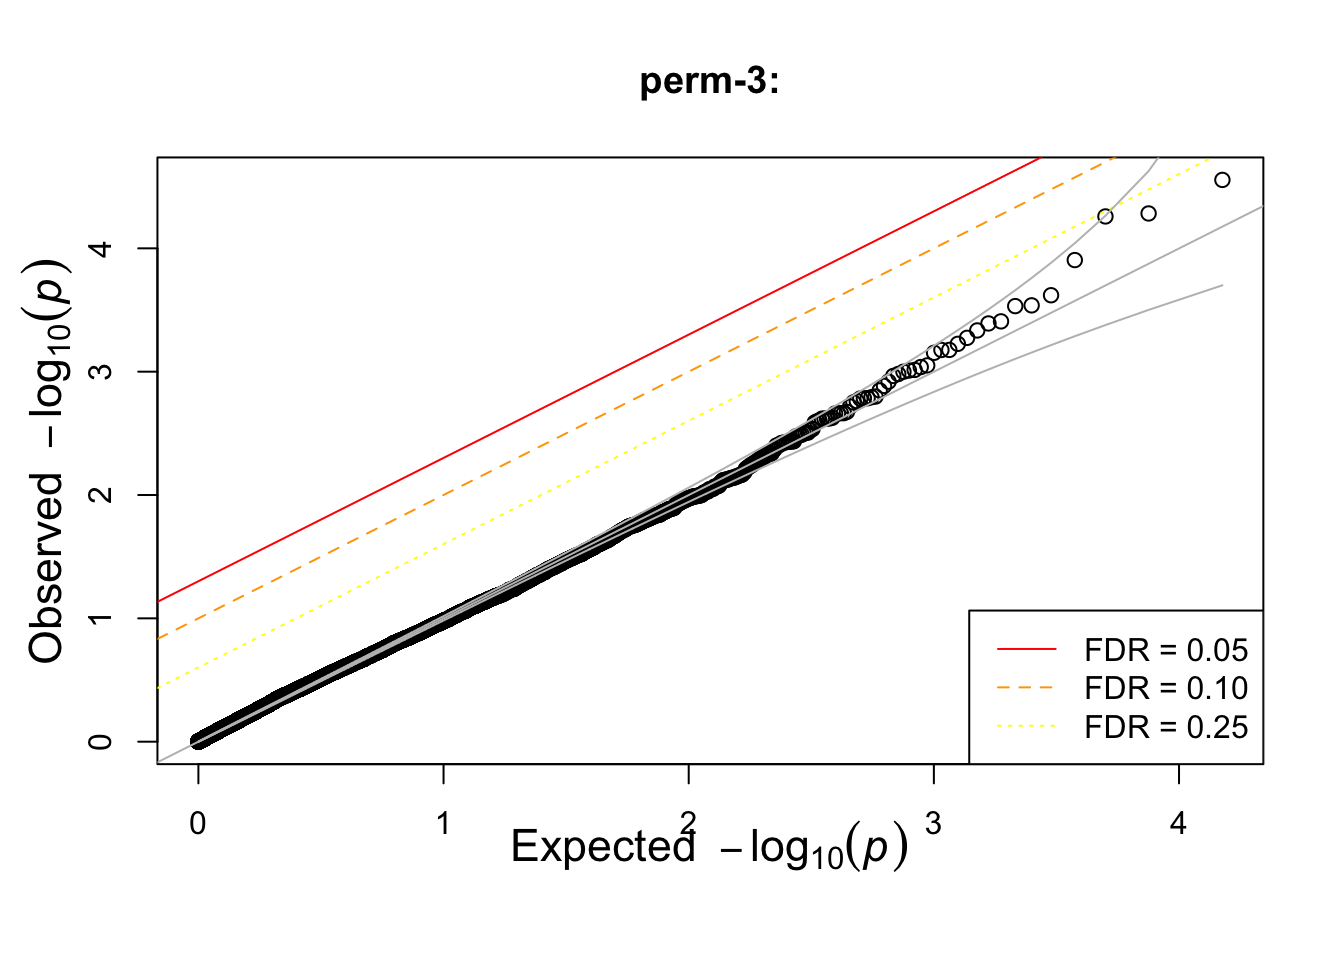 perm-3:
Observed −log10(p)
4
3
2
1
0
0 1 2 3 4
Expected −log10(p)
FDR = 0.05
FDR = 0.10
FDR = 0.25